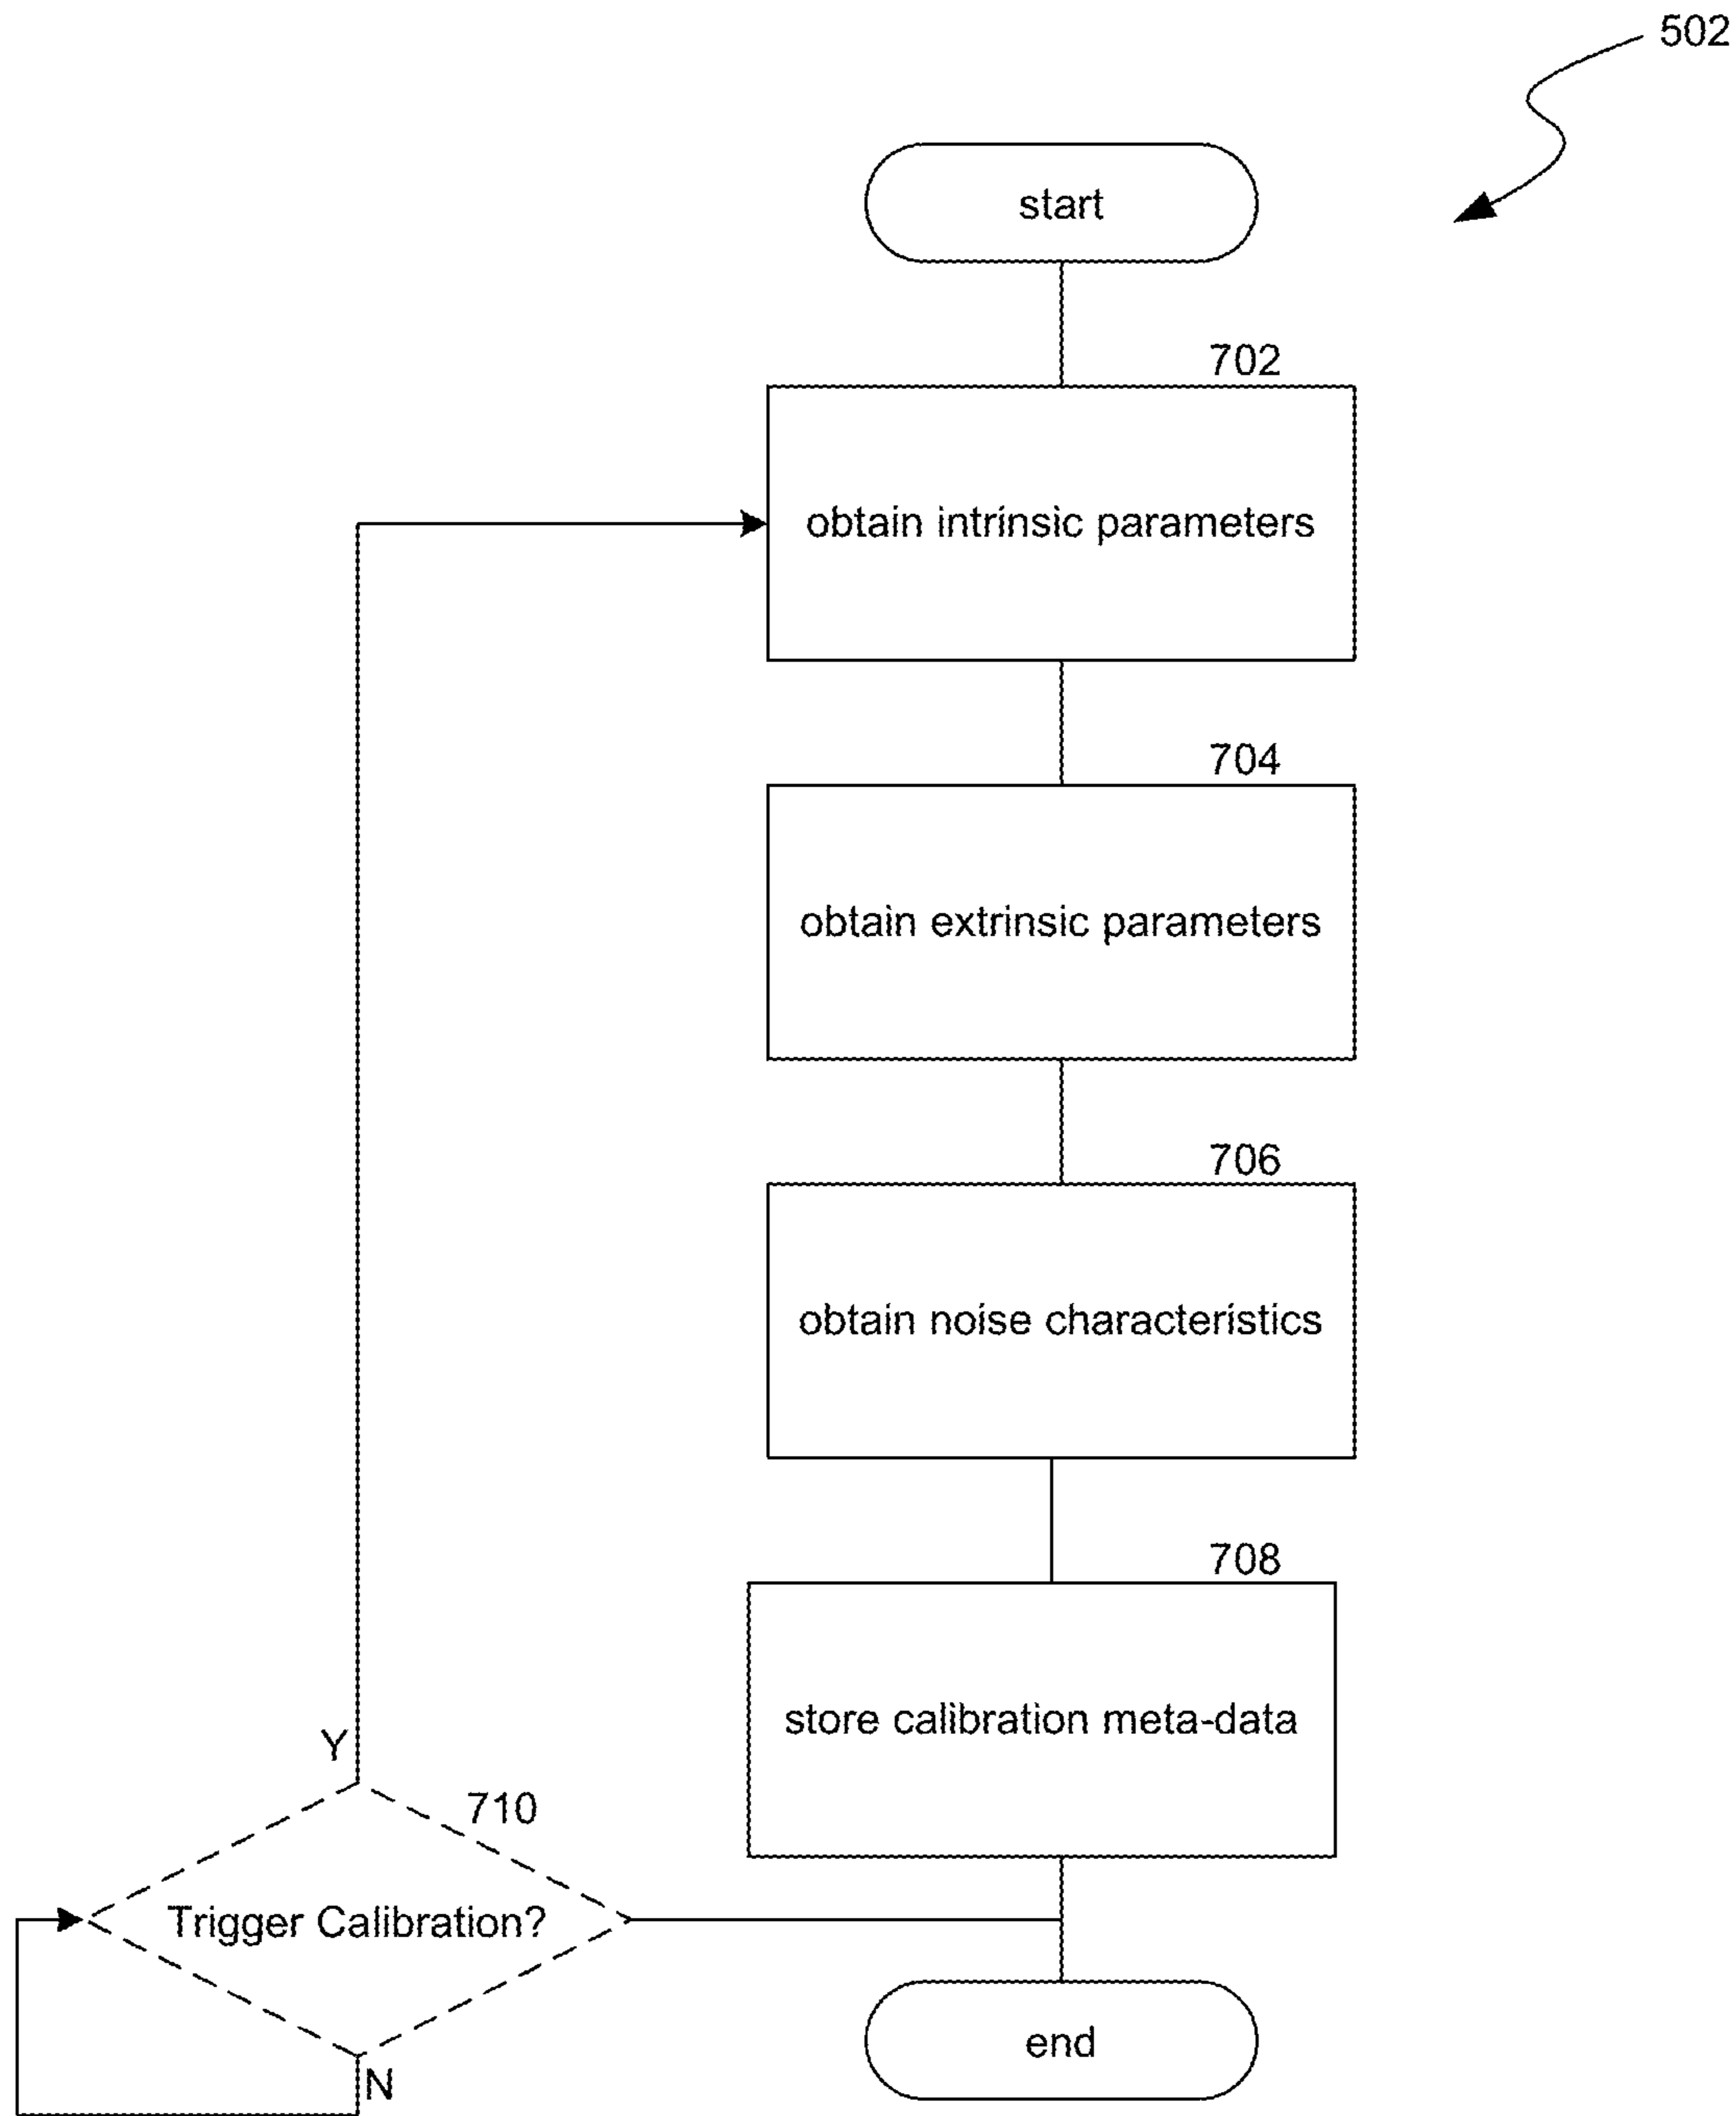 502
start
702
obtain intrinsic parameters
704
obtain extrinsic parameters
706
obtain noise characteristics
708
store calibration meta-data
Y
710
Trigger Calibration?
N
end